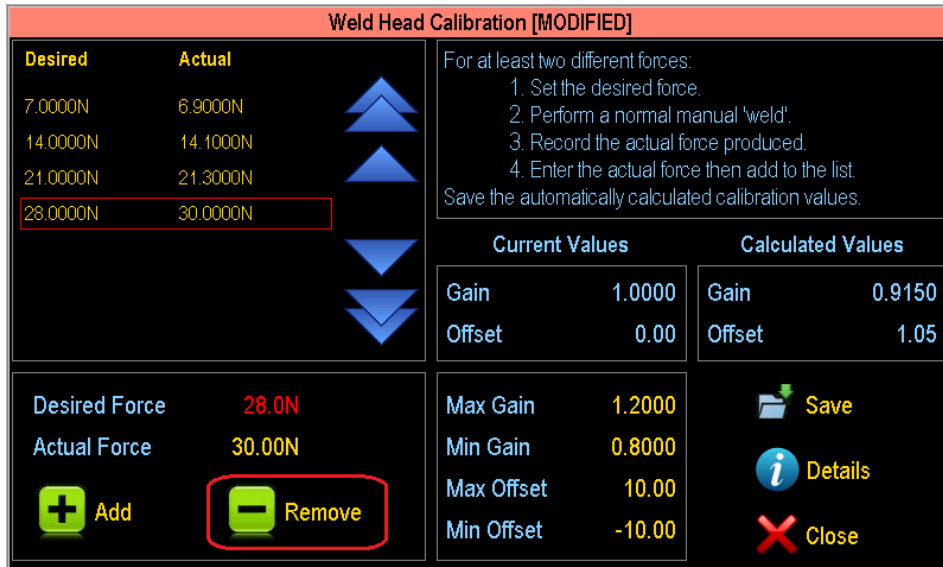 Weld Head Calibration [MODIFIED]
Desired Actual
7.0000N 6.9000N
14.0000N 14.1000N
21.0000N 21.3000N
28.0000N 30.0000N
For at least two different forces:
1. Set the desired force.
2. Perform a normal manual 'weld'.
3. Record the actual force produced.
4. Enter the actual force then add to the list.
Save the automatically calculated calibration values.
Current Values
Gain 1.0000
Offset 0.00
Calculated Values
Gain 0.9150
Offset 1.05
Desired Force 28.0N
Actual Force 30.00N
Add Remove
Max Gain 1.2000
Min Gain 0.8000
Max Offset 10.00
Min Offset -10.00
Save
Details
Close